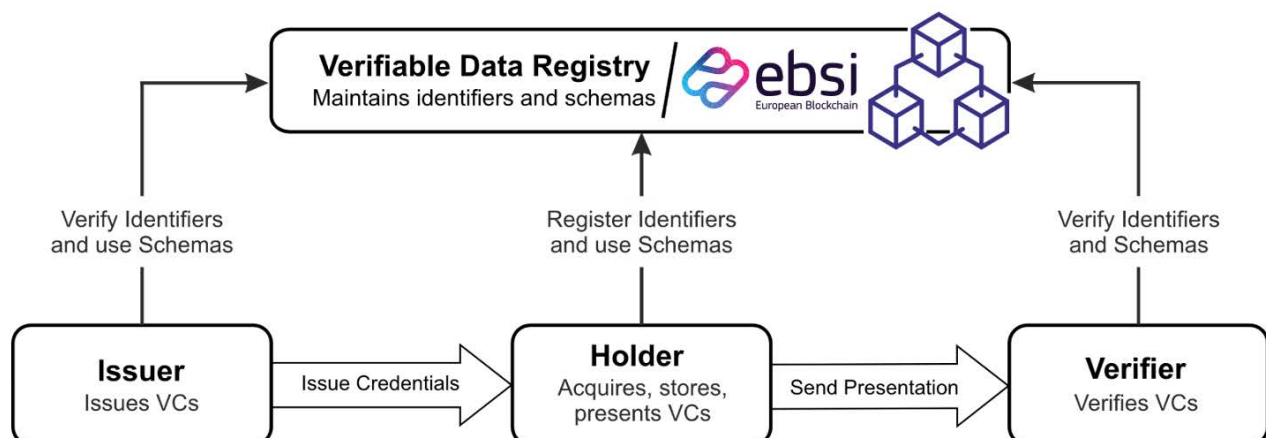 Verifiable Data Registry
Maintains identifiers and schemas
ebsi
European Blockchain
Verify Identifiers
and use Schemas
Register Identifiers
and use Schemas
Verify Identifiers
and Schemas
Issuer
Issues VCs
Issue Credentials
Holder
Acquires, stores,
presents VCs
Send Presentation
Verifier
Verifies VCs